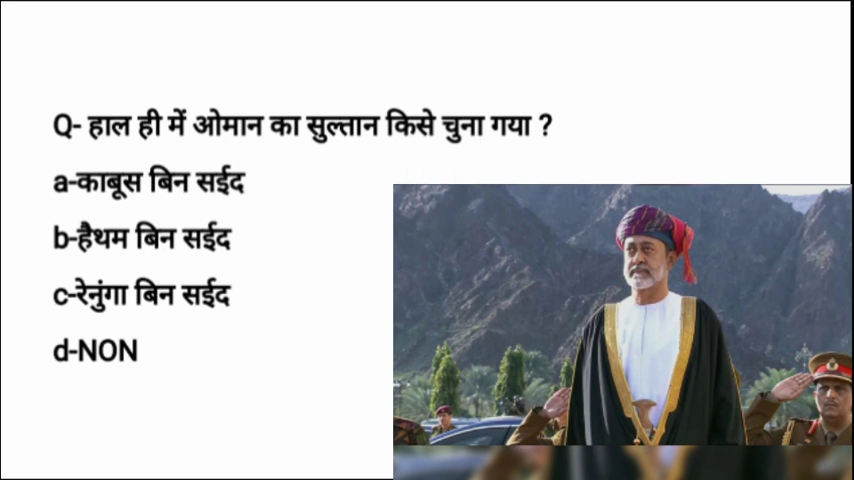 Q- हाल ही में ओमान का सुल्तान किसे चुना गया ?
a-काबूस बिन सईद
b-हैथम बिन सईद
c-रेनुंगा बिन सईद
d-NON